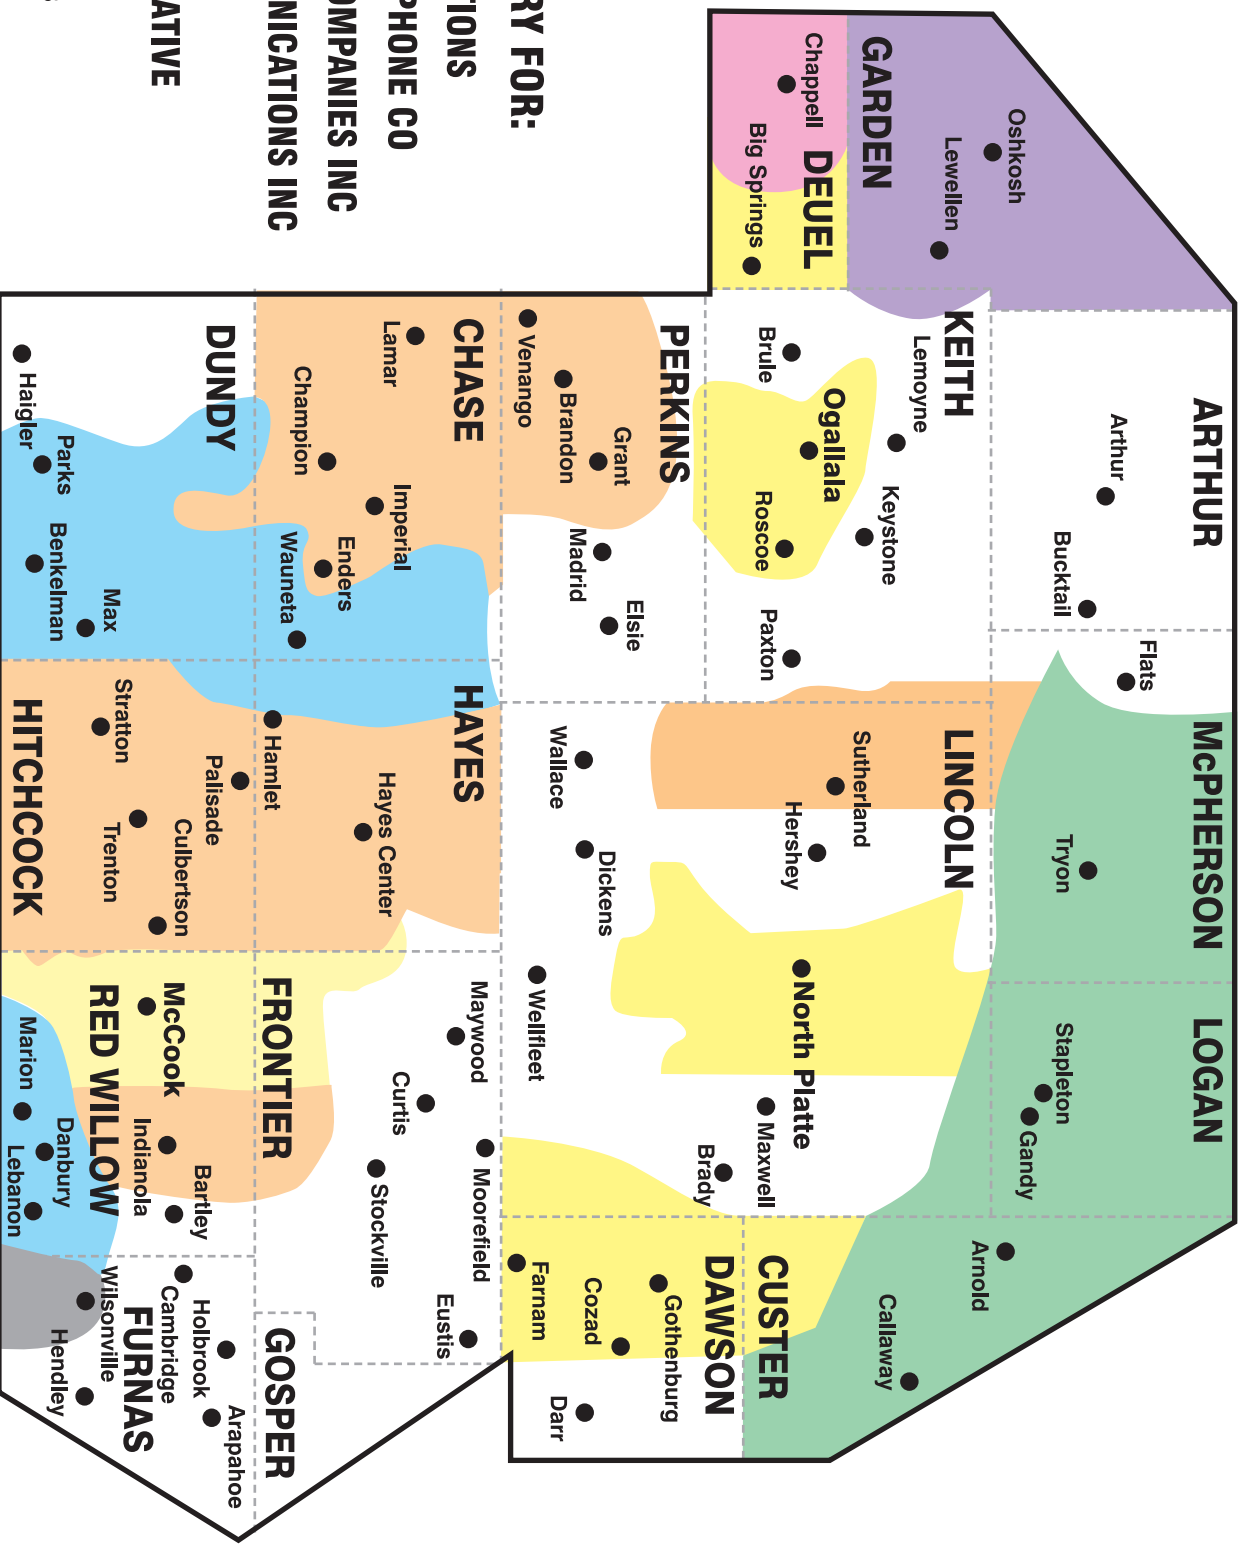 ARTHUR
McPHERSON
LOGAN
Flats
Arthur
Bucktail
Tryon
Stapleton
Gandy
Oshkosh
Lewellen
GARDEN
Arnold
Callaway
KEITH
Lemoyne
Keystone
LINCOLN
Sutherland
Hershey
Chappell
DEUEL
Big Springs
Ogallala
Brule
Roscoe
Paxton
North Platte
Maxwell
Brady
CUSTER
DAWSON
Gothenburg
Cozad
Farnam
Darr
PERKINS
Grant
Brandon
Venango
Madrid
Elsie
Wallace
Dickens
Wellfleet
RY FOR:
TIONS
PHONE CO
OMPANIES INC
NICATIONS INC
ATIVE
CHASE
Lamar
Champion
Imperial
Enders
Wauneta
HAYES
Hayes Center
Hamlet
Maywood
Curtis
Moorefield
Stockville
Eustis
FRONTIER
GOSPER
DUNDY
Haigler
Parks
Benkelman
Max
Stratton
Palisade
Trenton
Culbertson
HITCHCOCK
McCook
RED WILLOW
Indianola
Bartley
Marion
Danbury
Lebanon
Wilsonville
Cambridge
Holbrook
Arapahoe
FURNAS
Hendley